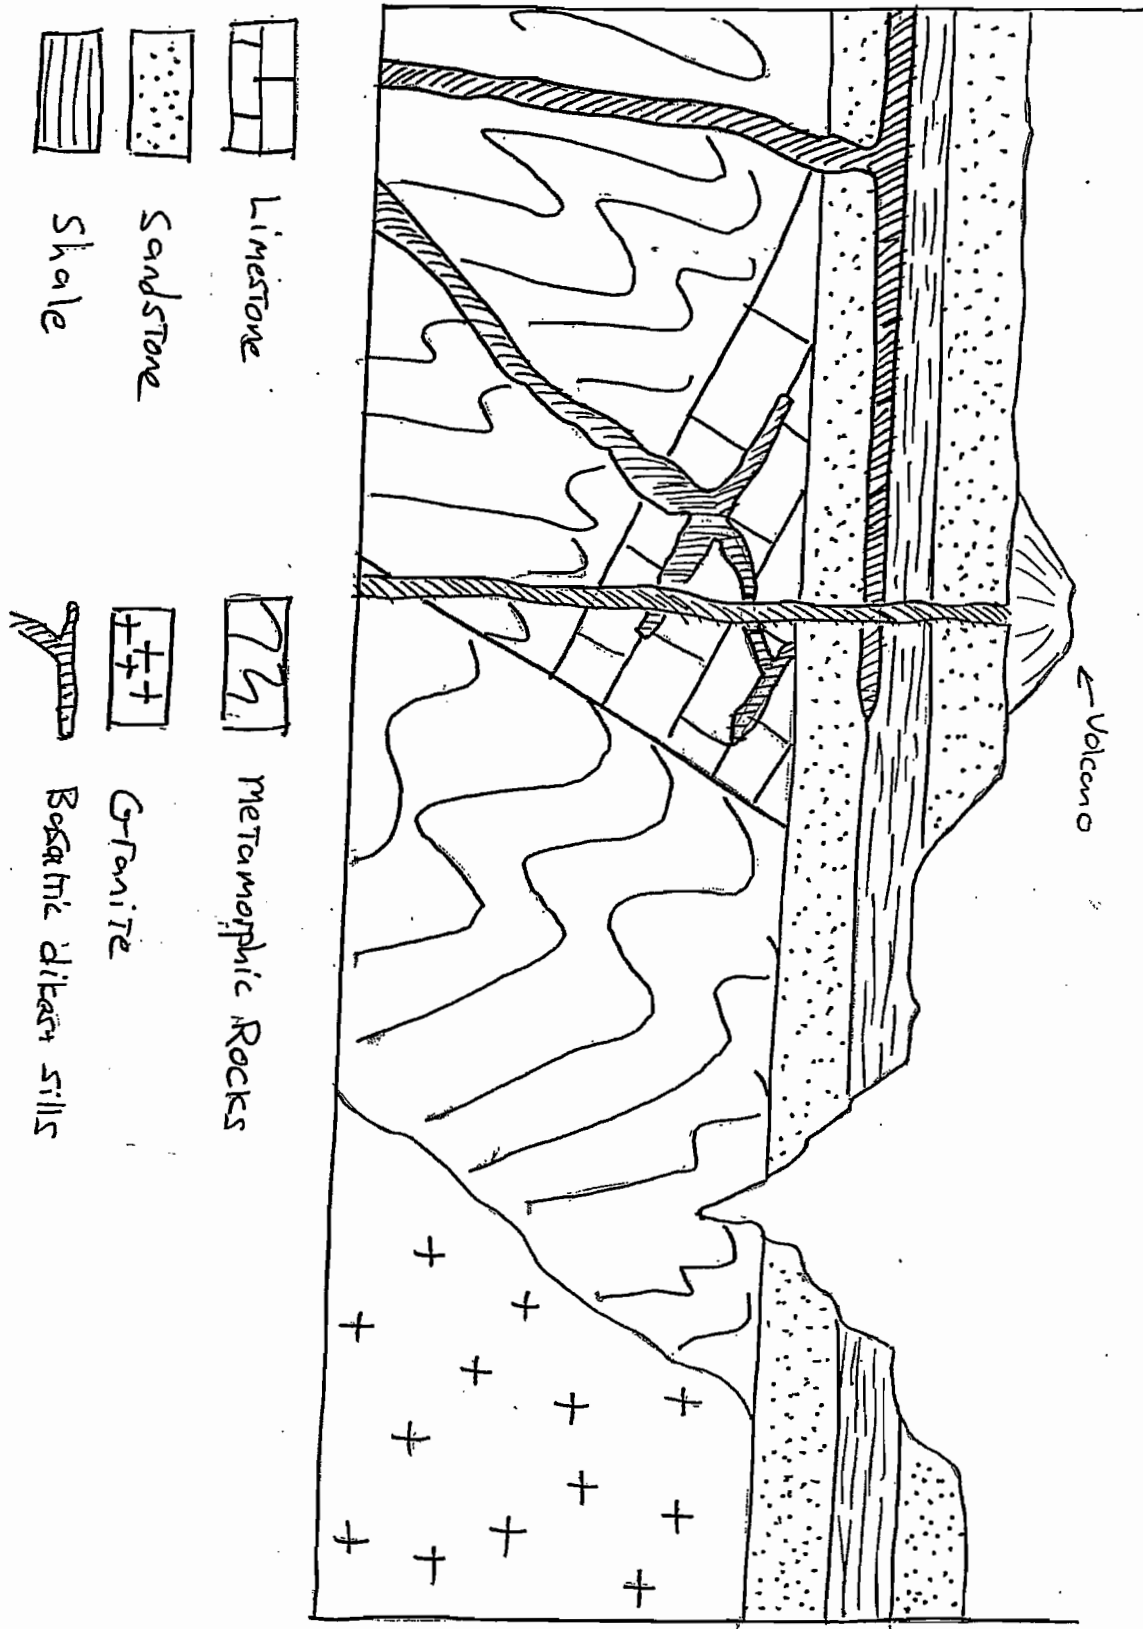 ← Volcano
Limestone
Sandstone
Shale
Metamorphic Rocks
Granite
Basaltic dikes + sills